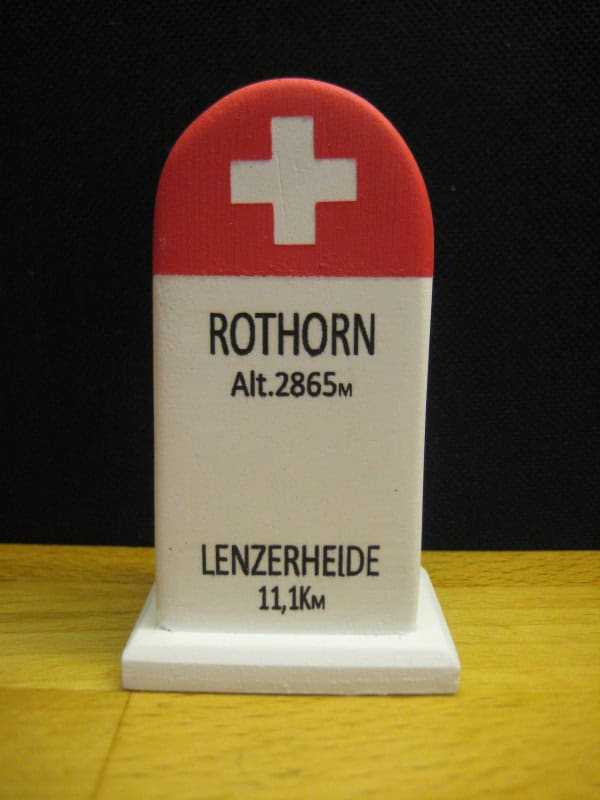 ROTHORN
Alt.2865M
LENZERHEIDE
11,1KM